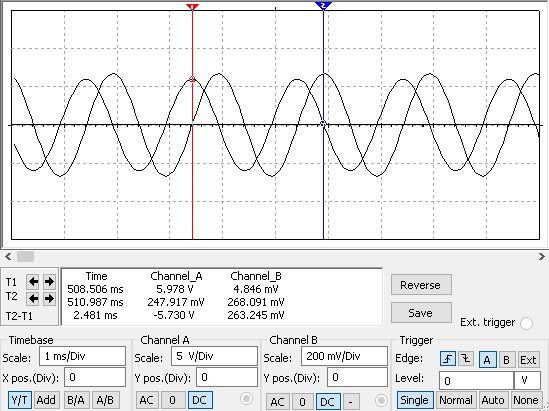 1 2
T1
T2
T2-T1
Time Channel_A Channel_B
508.506 ms 5.978 V 4.846 mV
510.987 ms 247.917 mV 268.091 mV
2.481 ms -5.730 V 263.245 mV
Reverse
Save
Ext. trigger
Timebase
Scale: 1 ms/Div
X pos.(Div): 0
Y/T Add B/A A/B
Channel A
Scale: 5 V/Div
Y pos.(Div): 0
AC 0 DC
Channel B
Scale: 200 mV/Div
Y pos.(Div): 0
AC 0 DC -
Trigger
Edge: A B Ext
Level: 0 V
Single Normal Auto None